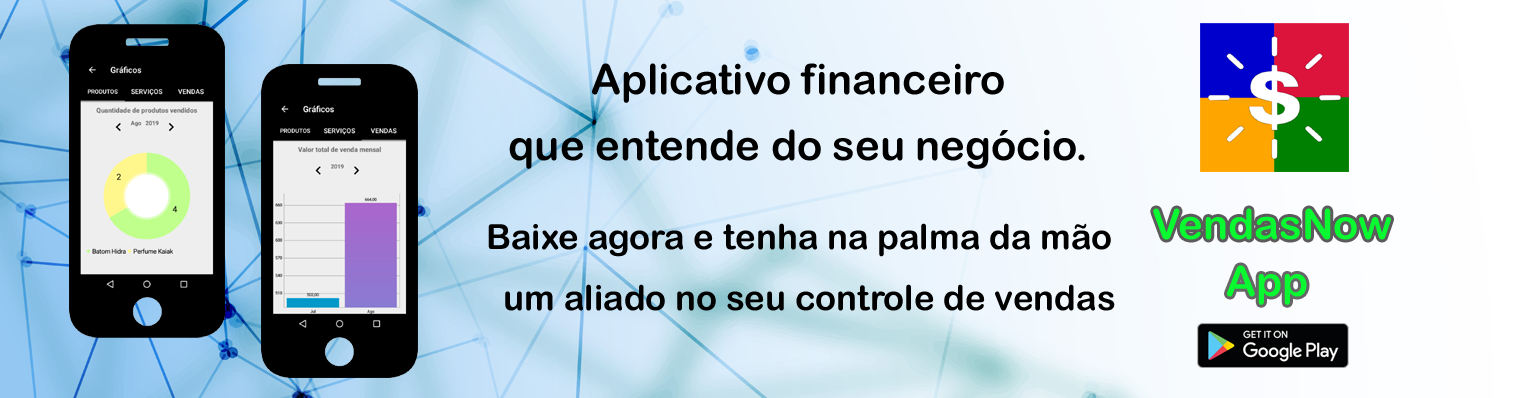 Gráficos
PRODUTOS SERVIÇOS VENDAS
Quantidade de produtos vendidos
Ago 2019
2
4
Batom Hidra Perfume Kaiak
Gráficos
PRODUTOS SERVIÇOS VENDAS
Valor total de venda mensal
2019
664,00
Jul Ago
Aplicativo financeiro
que entende do seu negócio.
Baixe agora e tenha na palma da mão
um aliado no seu controle de vendas
$
VendasNow
App
GET IT ON
Google Play